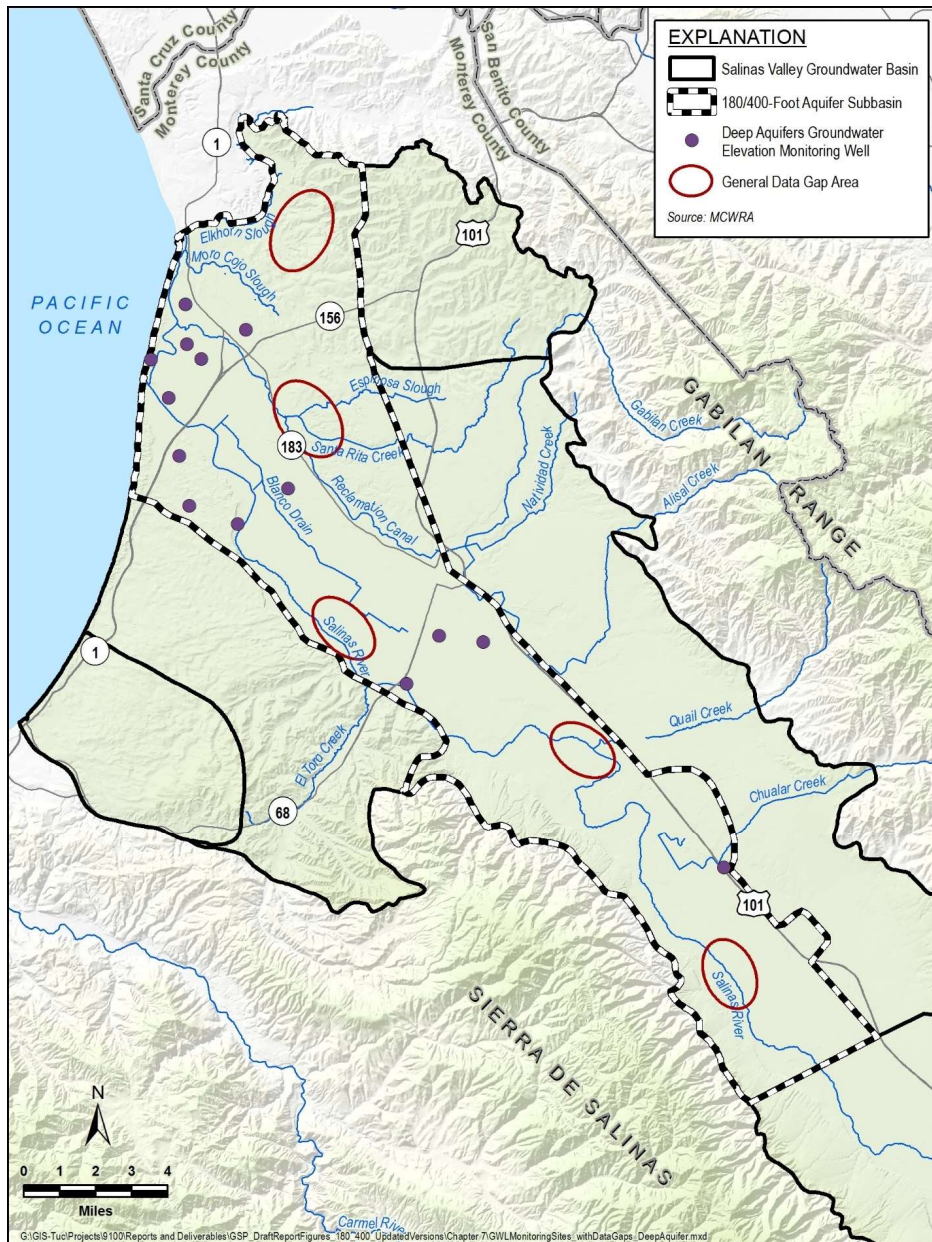 Santa Cruz County
Monterey County
San Benito County
Monterey County
EXPLANATION
Salinas Valley Groundwater Basin
180/400-Foot Aquifer Subbasin
Deep Aquifers Groundwater
Elevation Monitoring Well
General Data Gap Area
Source: MCWRA
1
101
Elkhorn Slough
Moro Cojo Slough
PACIFIC
OCEAN
156
Espinosa Slough
GABILAN RANGE
Gabilan Creek
183
Santa Rita Creek
Natividad Creek
Alisal Creek
Reclamation Canal
Blanco Drain
Salinas River
1
El Toro Creek
Quail Creek
Chualar Creek
68
101
Salinas River
SIERRA DE SALINAS
N
0 1 2 3 4
Miles
Carmel River
G:\GIS-Tuc\Projects\9100\Reports and Deliverables\GSP_DraftReportFigures_180_400_UpdatedVersions\Chapter 7\GWLMonitoringSites_withDataGaps_DeepAquifer.mxd